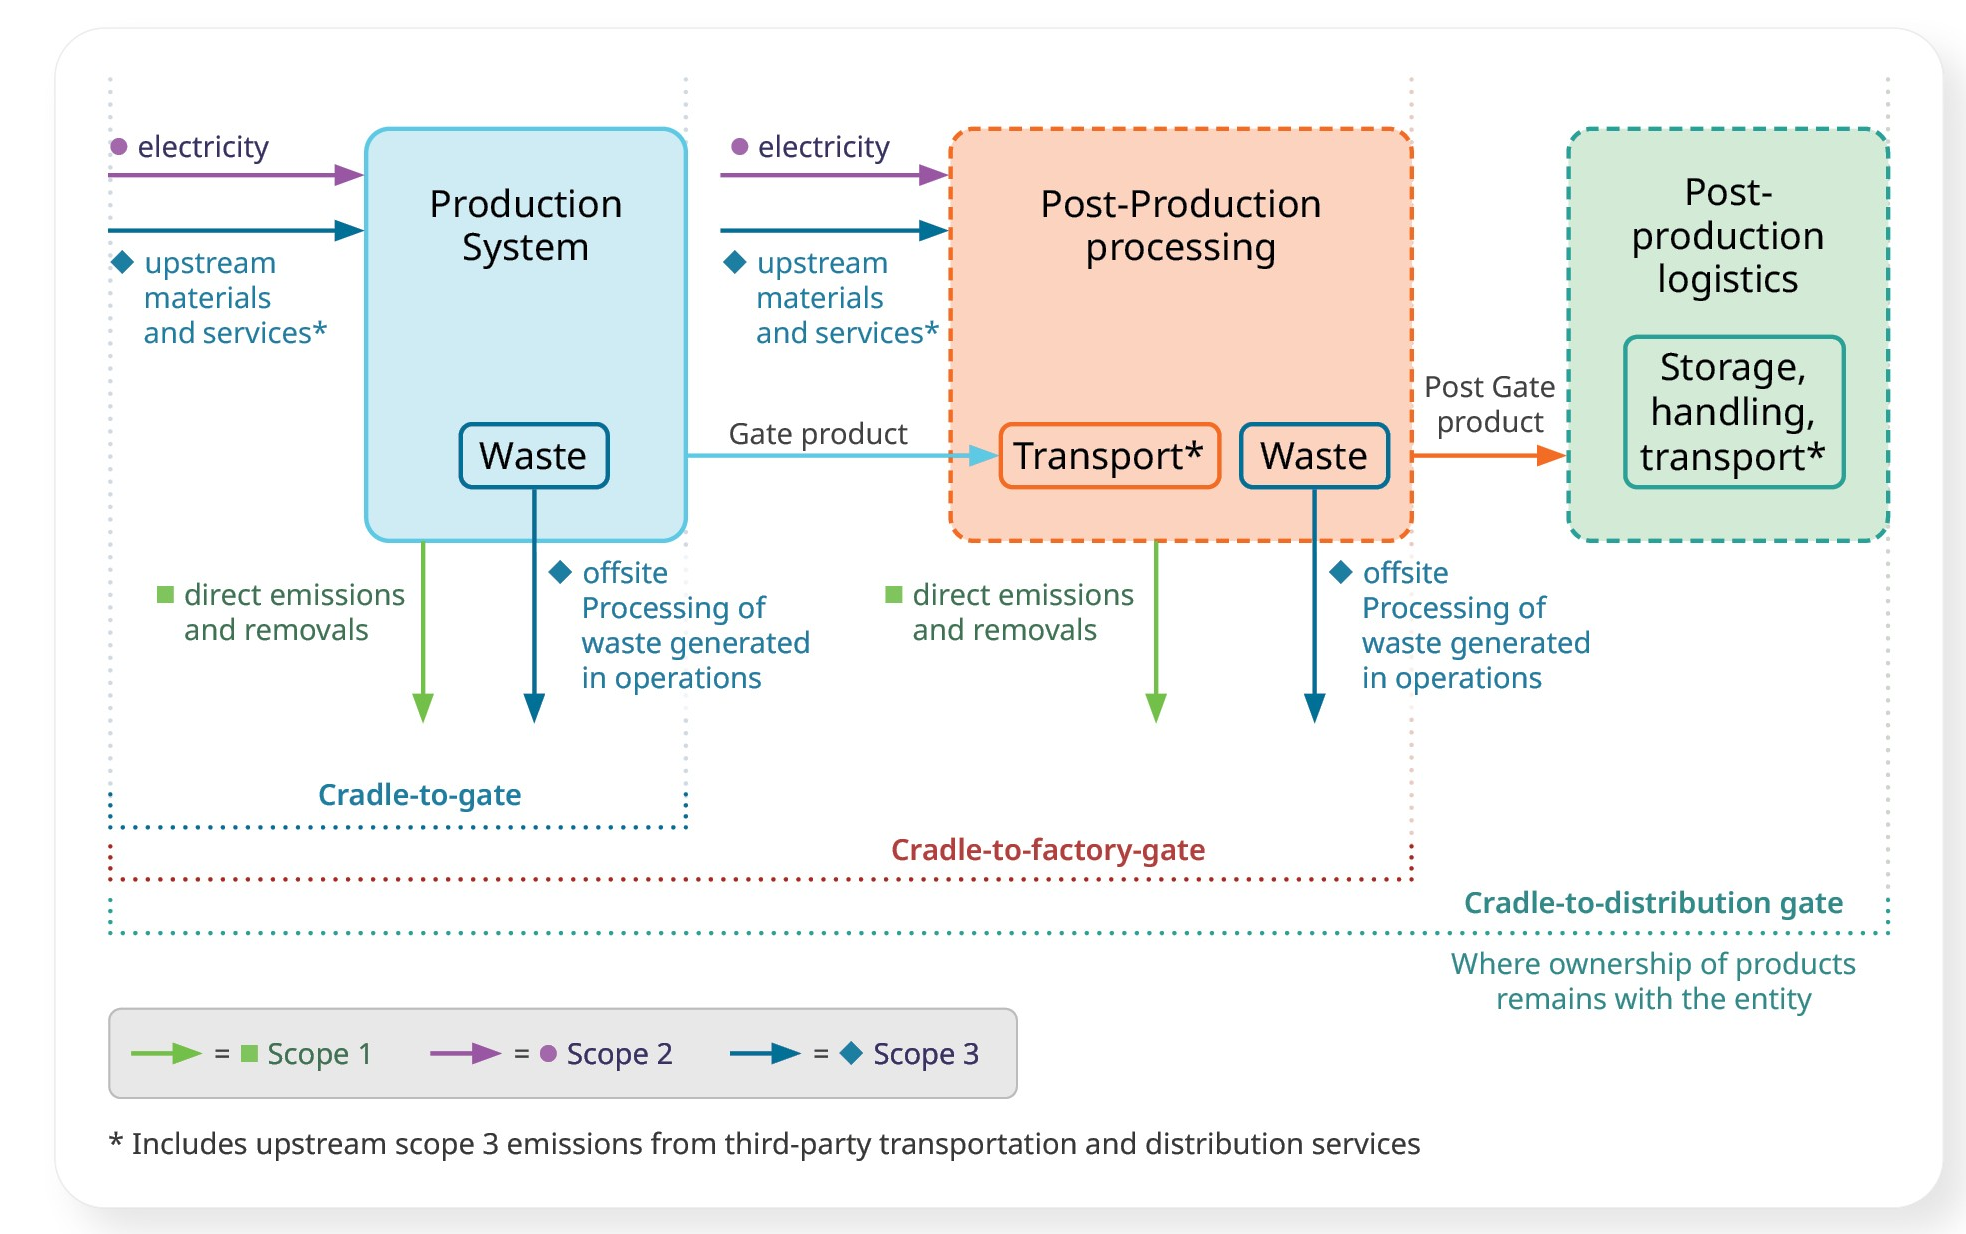 electricity
upstream
materials
and services*
Production
System
Waste
direct emissions
and removals
offsite
Processing of
waste generated
in operations
electricity
upstream
materials
and services*
Gate product
Post-Production
processing
Transport*
Waste
direct emissions
and removals
offsite
Processing of
waste generated
in operations
Post Gate
product
Post-
production
logistics
Storage,
handling,
transport*
Cradle-to-gate
Cradle-to-factory-gate
Cradle-to-distribution gate
Where ownership of products
remains with the entity
= Scope 1 = Scope 2 = Scope 3
* Includes upstream scope 3 emissions from third-party transportation and distribution services